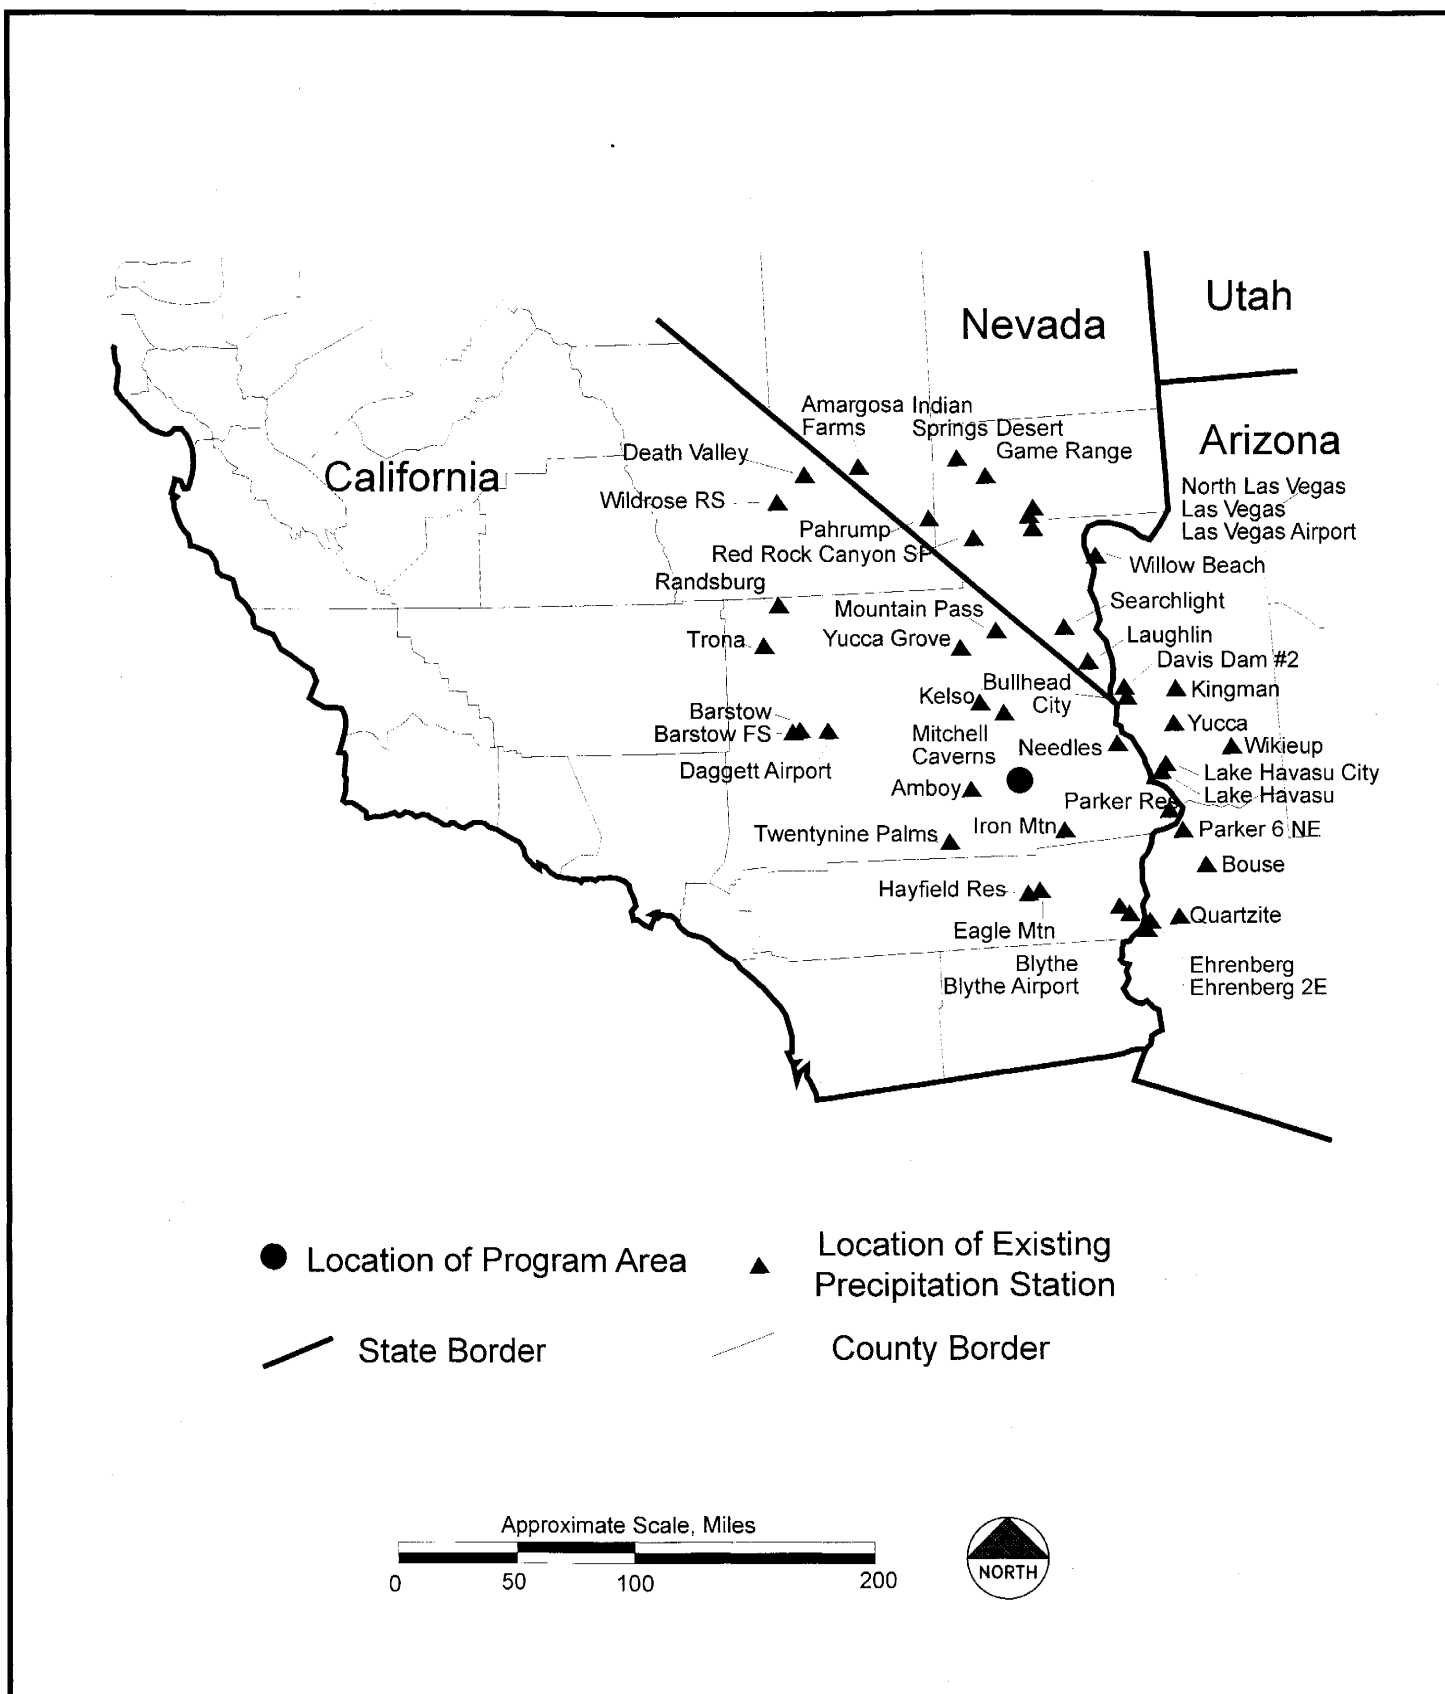 Utah
Nevada
Amargosa Indian
Farms Springs Desert
Game Range
Arizona
Death Valley
California
North Las Vegas
Wildrose RS
Las Vegas
Pahrump
Las Vegas Airport
Red Rock Canyon SP
Willow Beach
Randsburg
Searchlight
Mountain Pass
Trona
Yucca Grove
Laughlin
Davis Dam #2
Bullhead
City
Kingman
Kelso
Barstow
Yucca
Barstow FS
Mitchell
Caverns
Needles
Wikieup
Daggett Airport
Lake Havasu City
Amboy
Lake Havasu
Parker Res
Twentynine Palms
Iron Mtn
Parker 6 NE
Bouse
Hayfield Res
Quartzite
Eagle Mtn
Blythe
Blythe Airport
Ehrenberg
Ehrenberg 2E
Location of Program Area
Location of Existing
Precipitation Station
State Border
County Border
Approximate Scale, Miles
0 50 100 200
NORTH